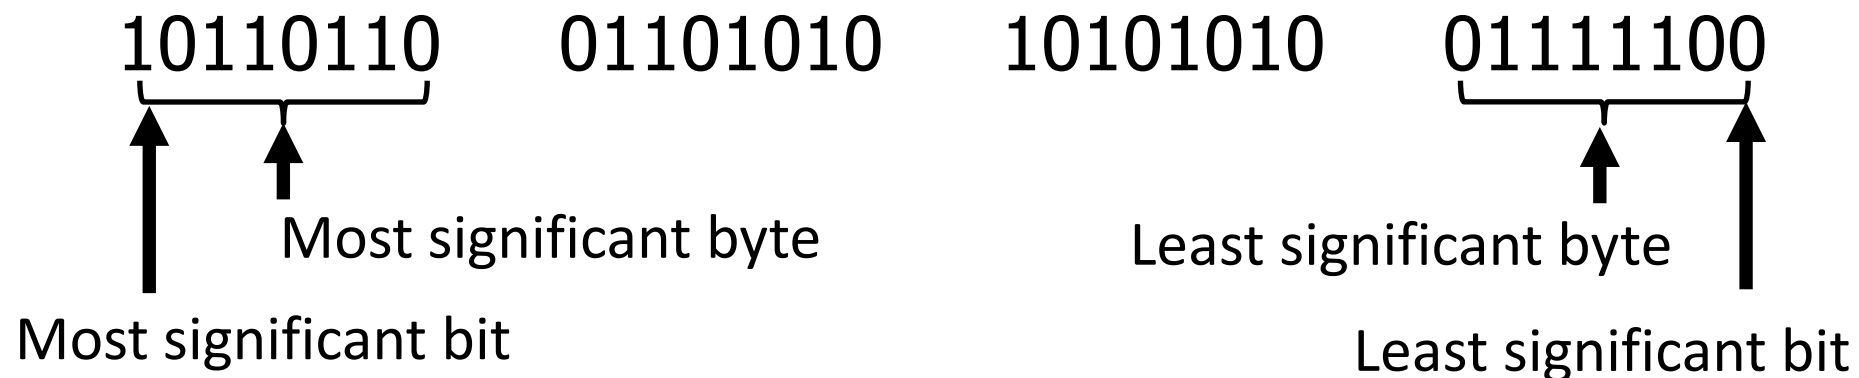 10110110 01101010 10101010 01111100
Most significant byte Least significant byte
Most significant bit Least significant bit